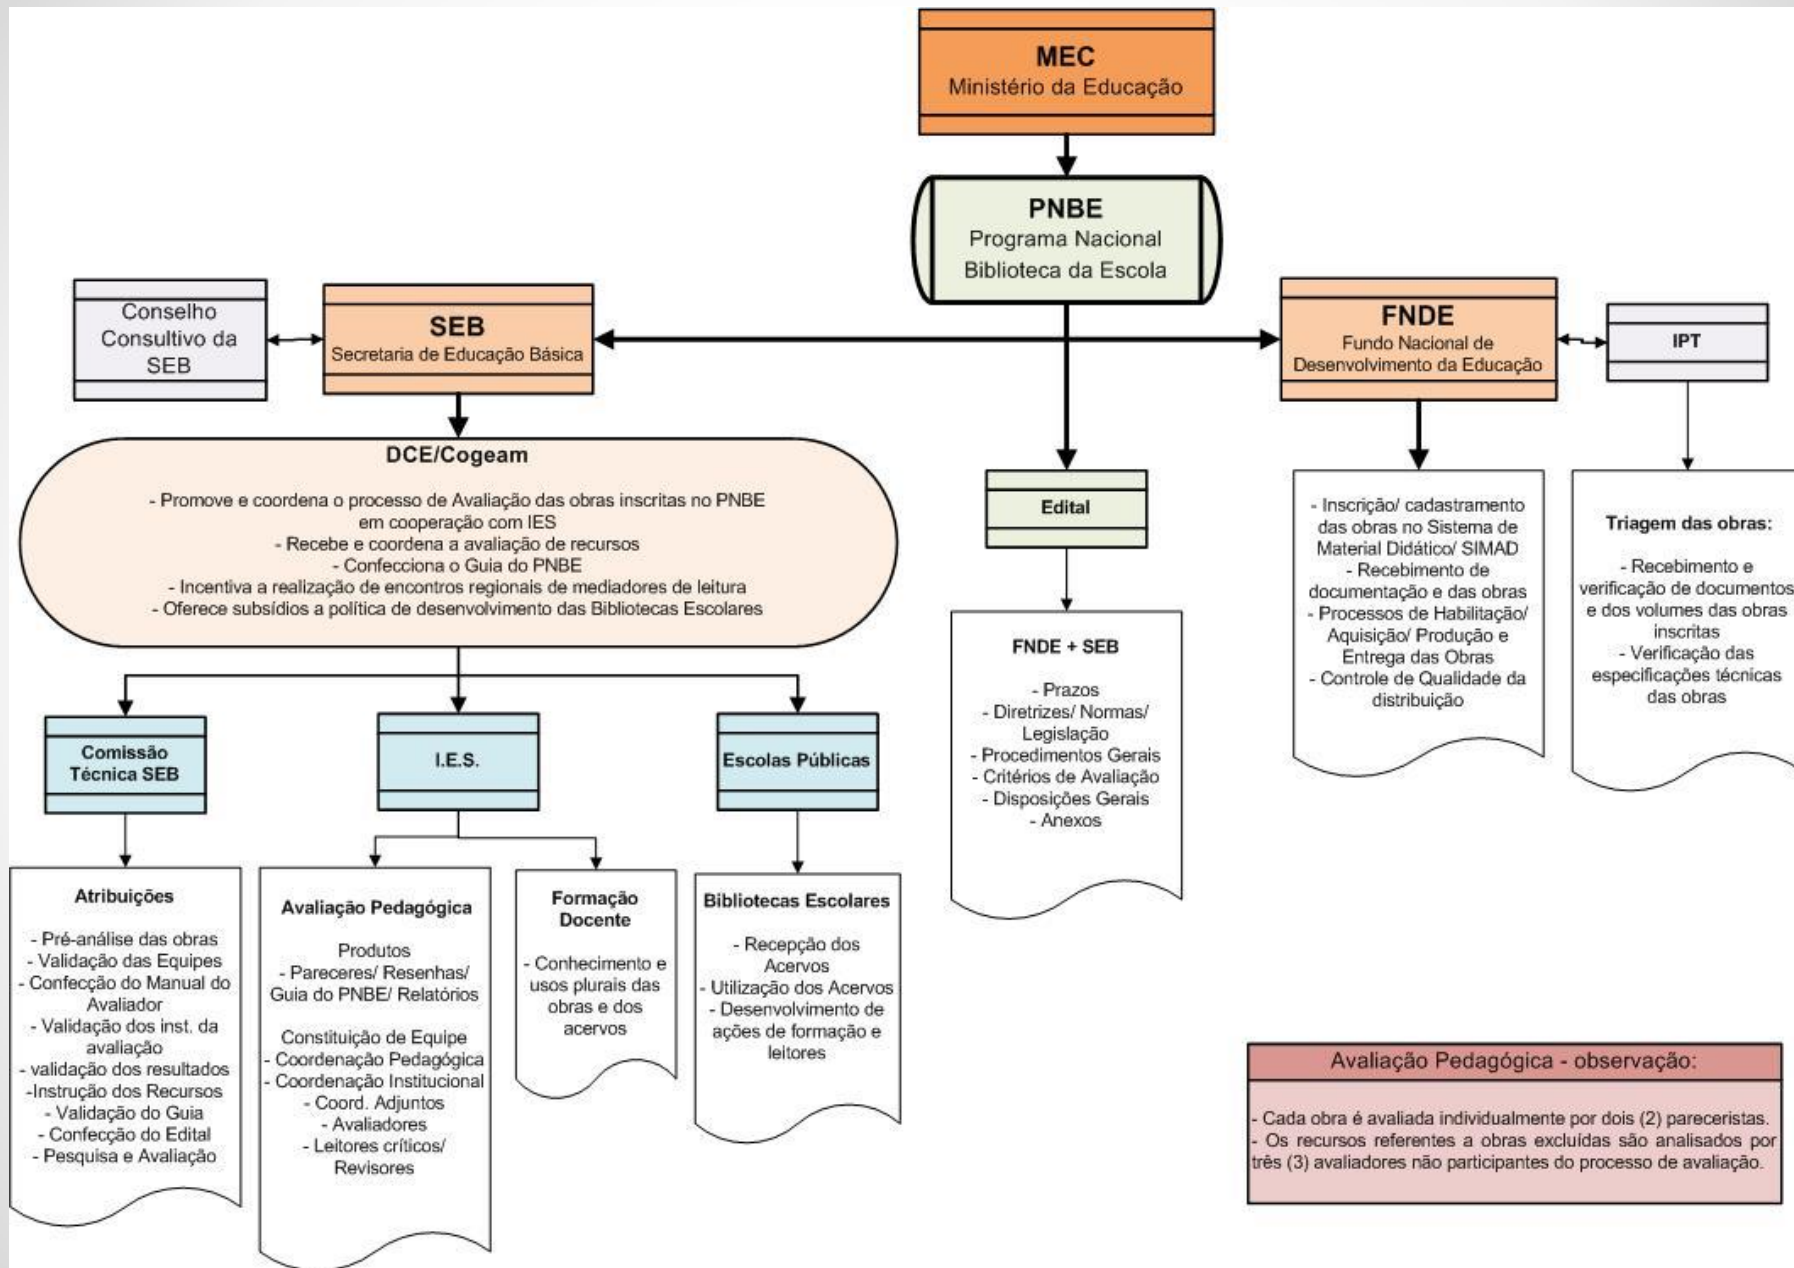 MEC
Ministério da Educação
PNBE
Programa Nacional
Biblioteca da Escola
Conselho
Consultivo da
SEB
SEB
Secretaria de Educação Básica
FNDE
Fundo Nacional de
Desenvolvimento da Educação
IPT
DCE/Cogeam
- Promove e coordena o processo de Avaliação das obras inscritas no PNBE
em cooperação com IES
- Recebe e coordena a avaliação de recursos
- Confecciona o Guia do PNBE
- Incentiva a realização de encontros regionais de mediadores de leitura
- Oferece subsídios a política de desenvolvimento das Bibliotecas Escolares
Edital
- Inscrição/ cadastramento
das obras no Sistema de
Material Didático/ SIMAD
- Recebimento de
documentação e das obras
- Processos de Habilitação/
Aquisição/ Produção e
Entrega das Obras
- Controle de Qualidade da
distribuição
Triagem das obras:
- Recebimento e
verificação de documentos
e dos volumes das obras
inscritas
- Verificação das
especificações técnicas
das obras
FNDE + SEB
- Prazos
- Diretrizes/ Normas/
Legislação
- Procedimentos Gerais
- Critérios de Avaliação
- Disposições Gerais
- Anexos
Comissão
Técnica SEB
I.E.S.
Escolas Públicas
Atribuições
- Pré-análise das obras
- Validação das Equipes
- Confecção do Manual do
Avaliador
- Validação dos inst. da
avaliação
- validação dos resultados
-Instrução dos Recursos
- Validação do Guia
- Confecção do Edital
- Pesquisa e Avaliação
Avaliação Pedagógica
Produtos
- Pareceres/ Resenhas/
Guia do PNBE/ Relatórios
Constituição de Equipe
- Coordenação Pedagógica
- Coordenação Institucional
- Coord. Adjuntos
- Avaliadores
- Leitores críticos/
Revisores
Formação
Docente
- Conhecimento e
usos plurais das
obras e dos
acervos
Bibliotecas Escolares
- Recepção dos
Acervos
- Utilização dos Acervos
- Desenvolvimento de
ações de formação e
leitores
Avaliação Pedagógica - observação:
- Cada obra é avaliada individualmente por dois (2) pareceristas.
- Os recursos referentes a obras excluídas são analisados por
três (3) avaliadores não participantes do processo de avaliação.